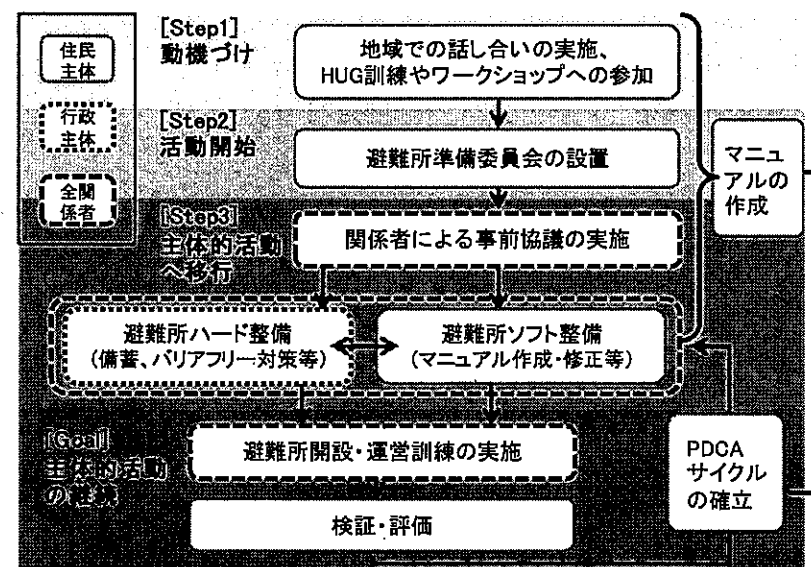 住民
主体
行政
主体
全関
係者
[Step1]
動機づけ
地域での話し合いの実施、
HUG訓練やワークショップへの参加
[Step2]
活動開始
避難所準備委員会の設置
マニュ
アルの
作成
[Step3]
主体的活動
へ移行
関係者による事前協議の実施
避難所ハード整備
(備蓄、バリアフリー対策等)
避難所ソフト整備
(マニュアル作成・修正等)
[Goal]
主体的活動
の継続
避難所開設・運営訓練の実施
検証・評価
PDCA
サイクル
の確立